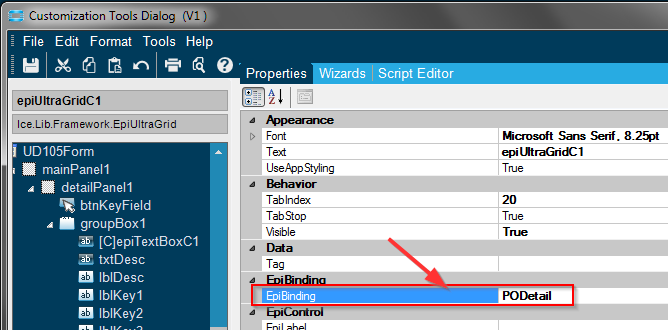 Customization Tools Dialog (V1 )
File Edit Format Tools Help
Properties Wizards Script Editor
epiUltraGridC1
Ice.Lib.Framework.EpiUltraGrid
UD105Form
mainPanel1
detailPanel1
btnKeyField
groupBox1
[C]epiTextBoxC1
txtDesc
lblDesc
lblKey1
lblKey2
lblKey3
Appearance
Font Microsoft Sans Serif, 8.25pt
Text epiUltraGridC1
UseAppStyling True
Behavior
TabIndex 20
TabStop True
Visible True
Data
Tag
EpiBinding
EpiBinding PODetail
EpiControl
EpiLabel